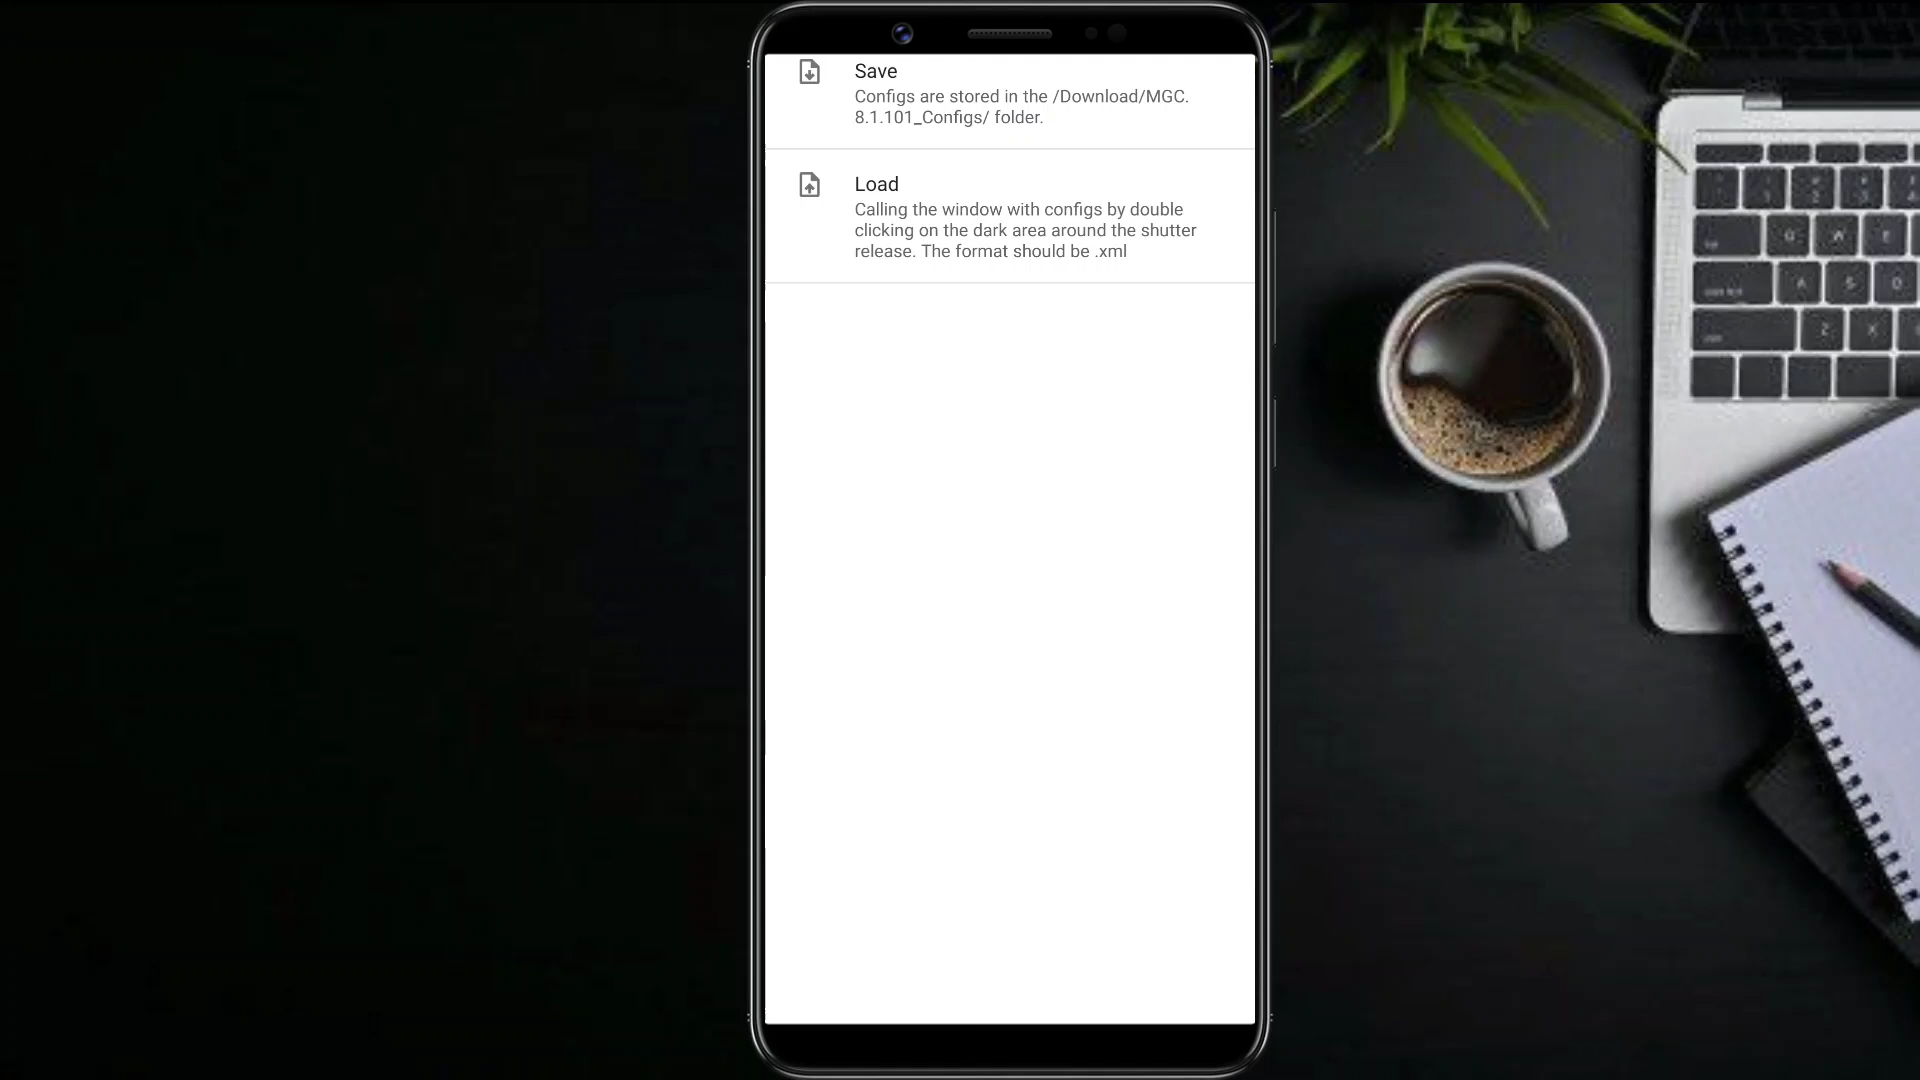 Save
Configs are stored in the /Download/MGC.
8.1.101_Configs/ folder.
Load
Calling the window with configs by double
clicking on the dark area around the shutter
release. The format should be .xml